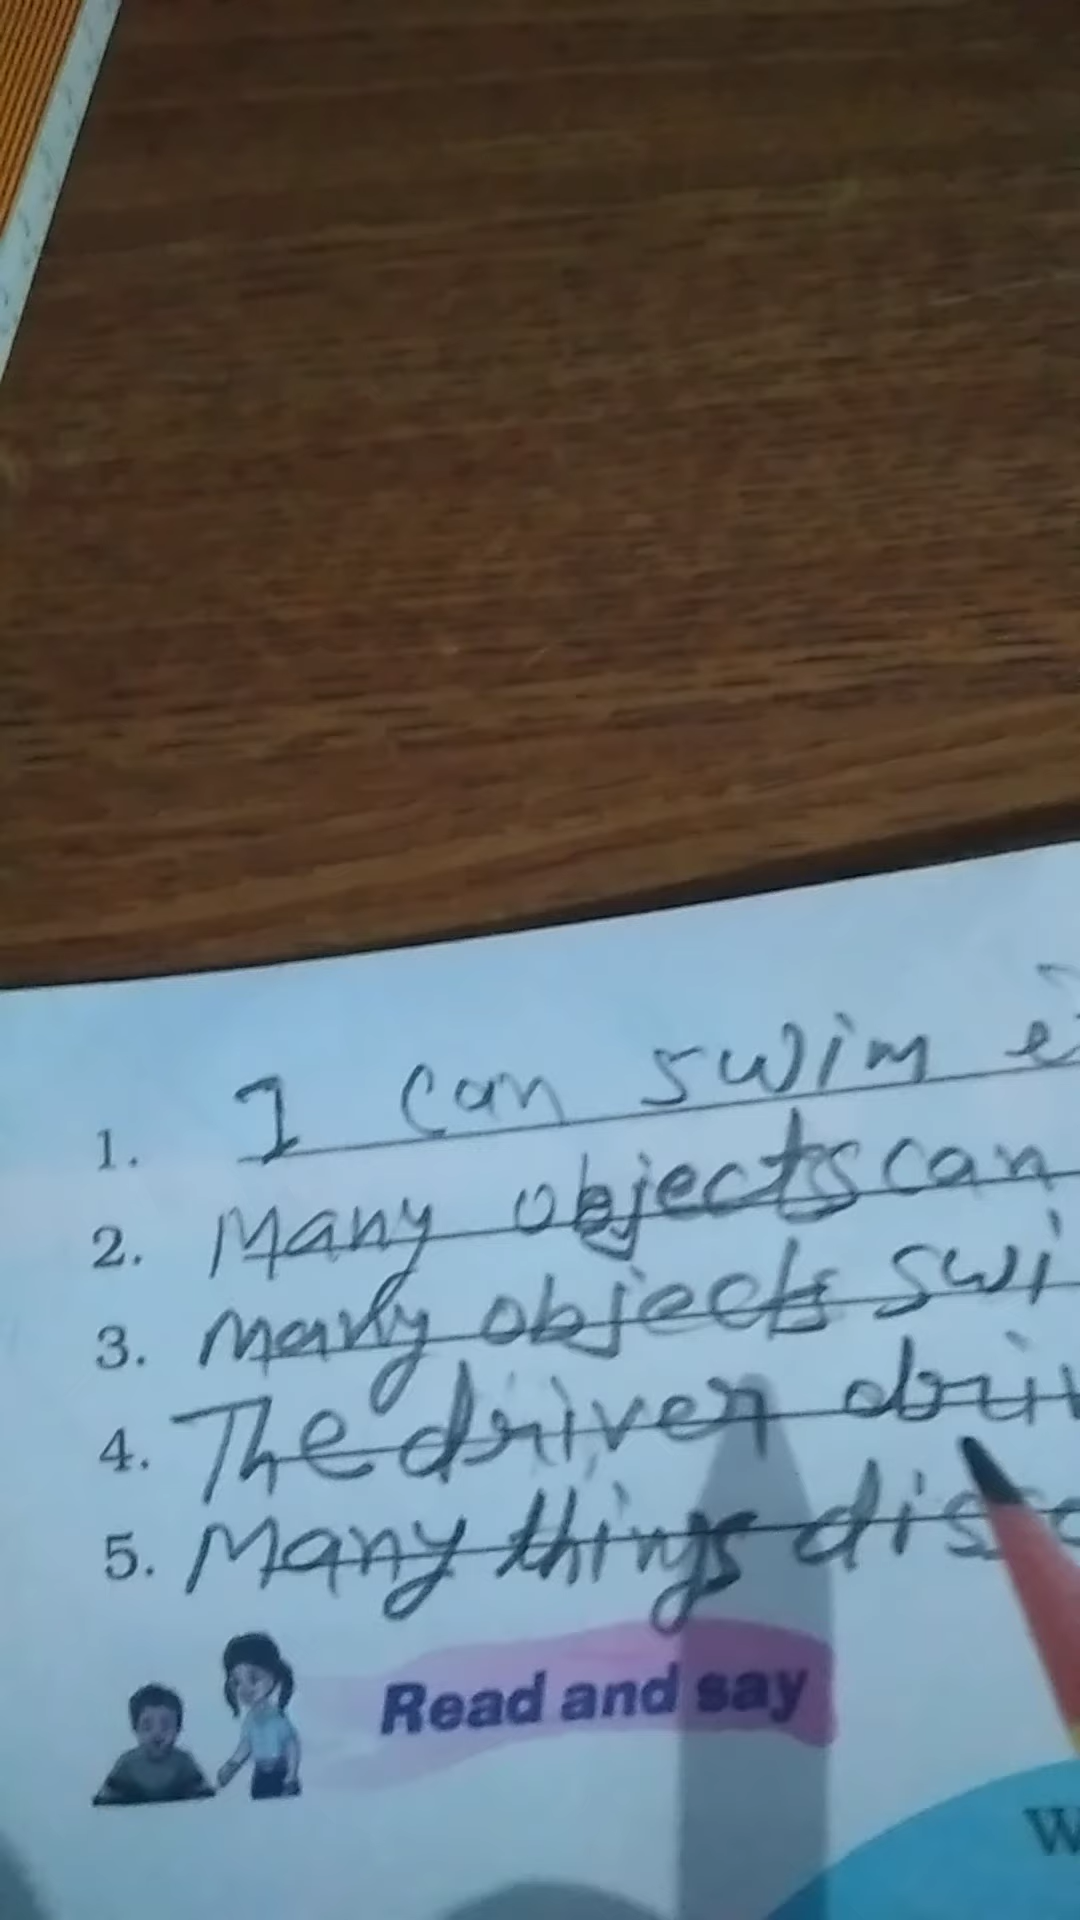 1. I can swim
2. Many objects can
3. Many objects swi
4. The driver driv
5. Many things dis
Read and say
W